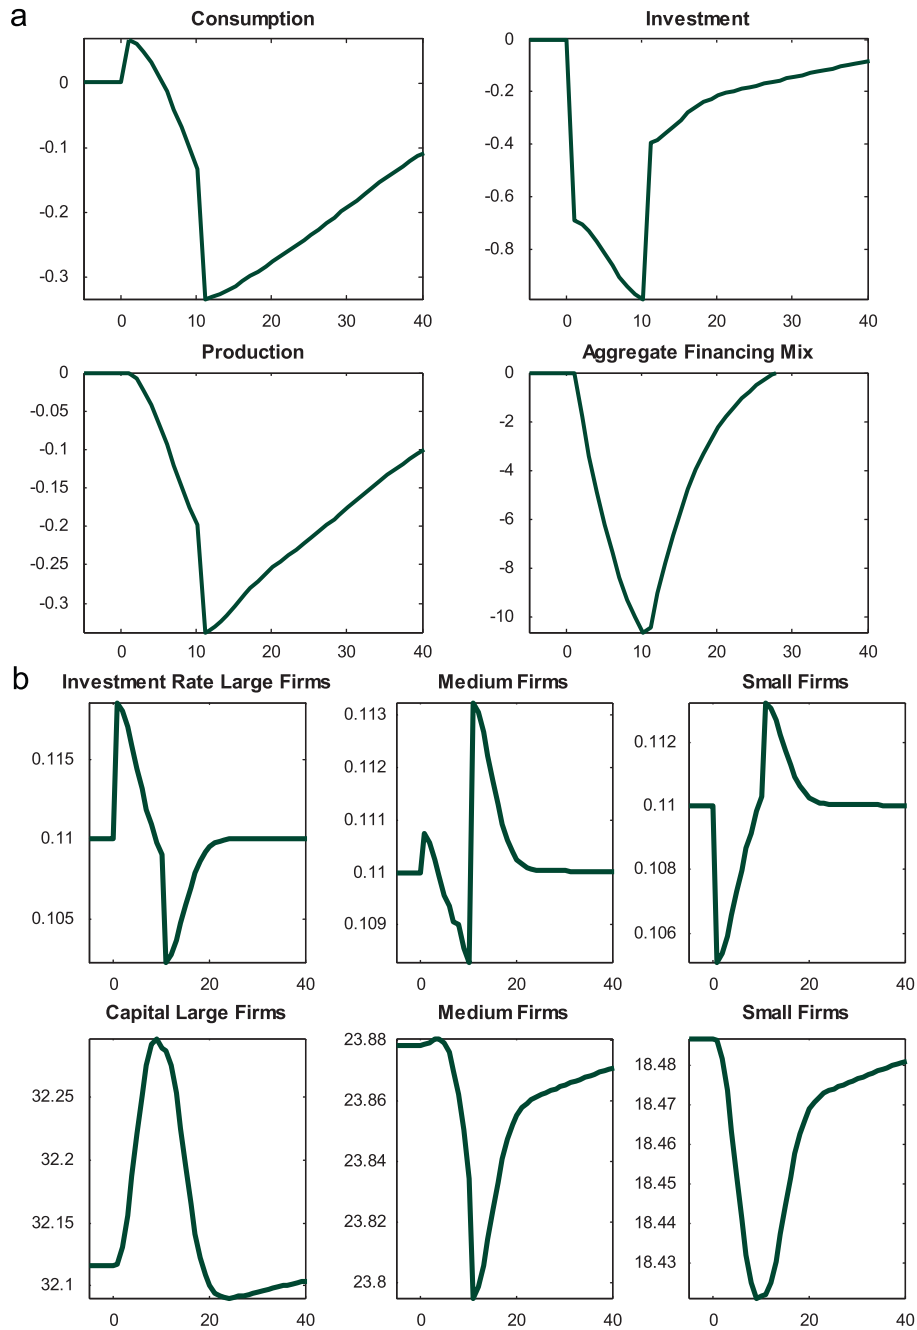 a
Consumption
Investment
0
-0.1
-0.2
-0.3
0 10 20 30 40
0
-0.2
-0.4
-0.6
-0.8
0 10 20 30 40
Production
Aggregate Financing Mix
0
-0.05
-0.1
-0.15
-0.2
-0.25
-0.3
0 10 20 30 40
0
-2
-4
-6
-8
-10
0 10 20 30 40
b
Investment Rate Large Firms
Medium Firms
Small Firms
0.115
0.11
0.105
0 20 40
0.113
0.112
0.111
0.11
0.109
0 20 40
0.112
0.11
0.108
0.106
0 20 40
Capital Large Firms
Medium Firms
Small Firms
32.25
32.2
32.15
32.1
0 20 40
23.88
23.86
23.84
23.82
23.8
0 20 40
18.48
18.47
18.46
18.45
18.44
18.43
0 20 40